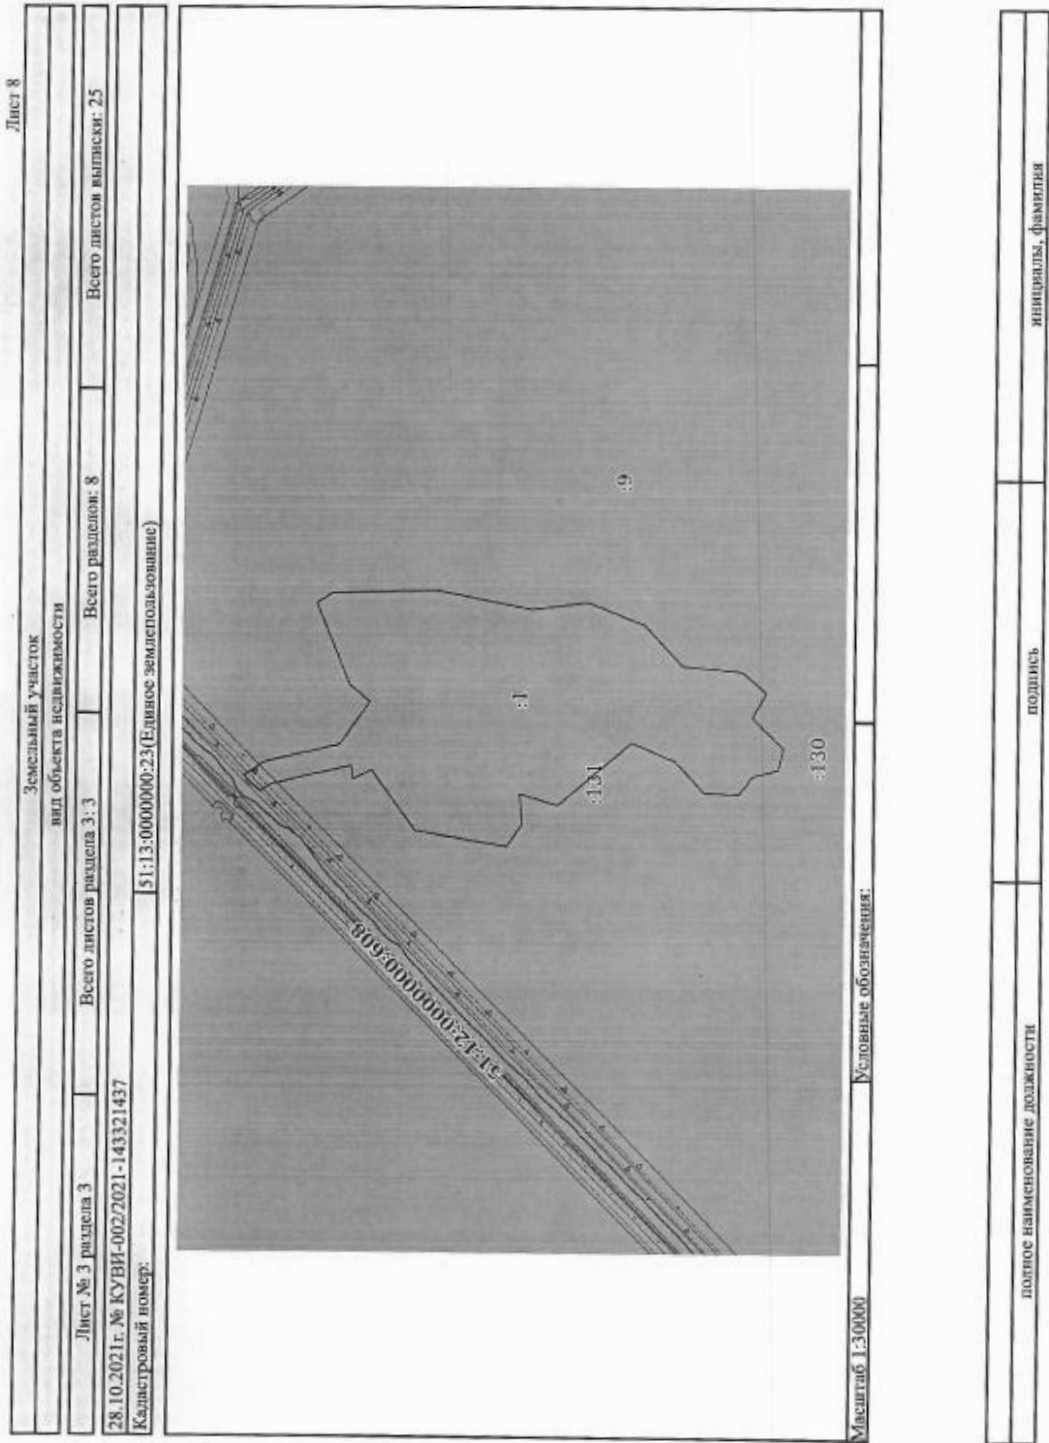 Лист 8
Земельный участок
вид объекта недвижимости
Лист № 3 раздела 3 Всего листов раздела 3: 3 Всего разделов: 8 Всего листов выписки: 25
28.10.2021г. № КУВИ-002/2021-143321437
Кадастровый номер: 51:13:0000000:23(Единое землепользование)
51:12:0000000:608
:1
:9
:131
:130
Масштаб 1:30000 Условные обозначения:
полное наименование должности подпись инициалы, фамилия